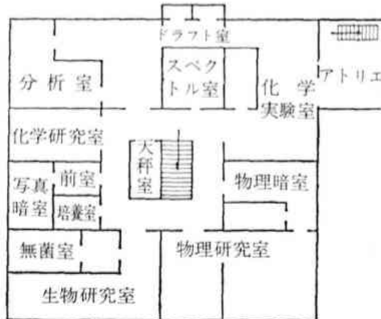 ドラフト室
分析室
スペク
トル室
化学
実験室
アトリエ
化学研究室
天秤室
写真
暗室
前室
培養室
物理暗室
無菌室
物理研究室
生物研究室